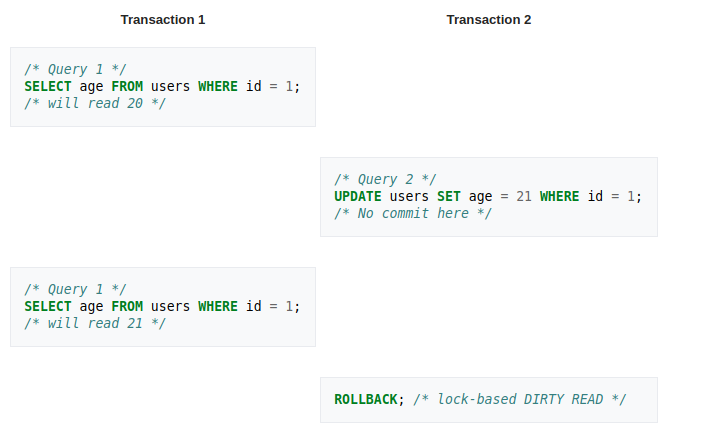 Transaction 1
Transaction 2
/* Query 1 */
SELECT age FROM users WHERE id = 1;
/* will read 20 */
/* Query 2 */
UPDATE users SET age = 21 WHERE id = 1;
/* No commit here */
/* Query 1 */
SELECT age FROM users WHERE id = 1;
/* will read 21 */
ROLLBACK; /* lock-based DIRTY READ */